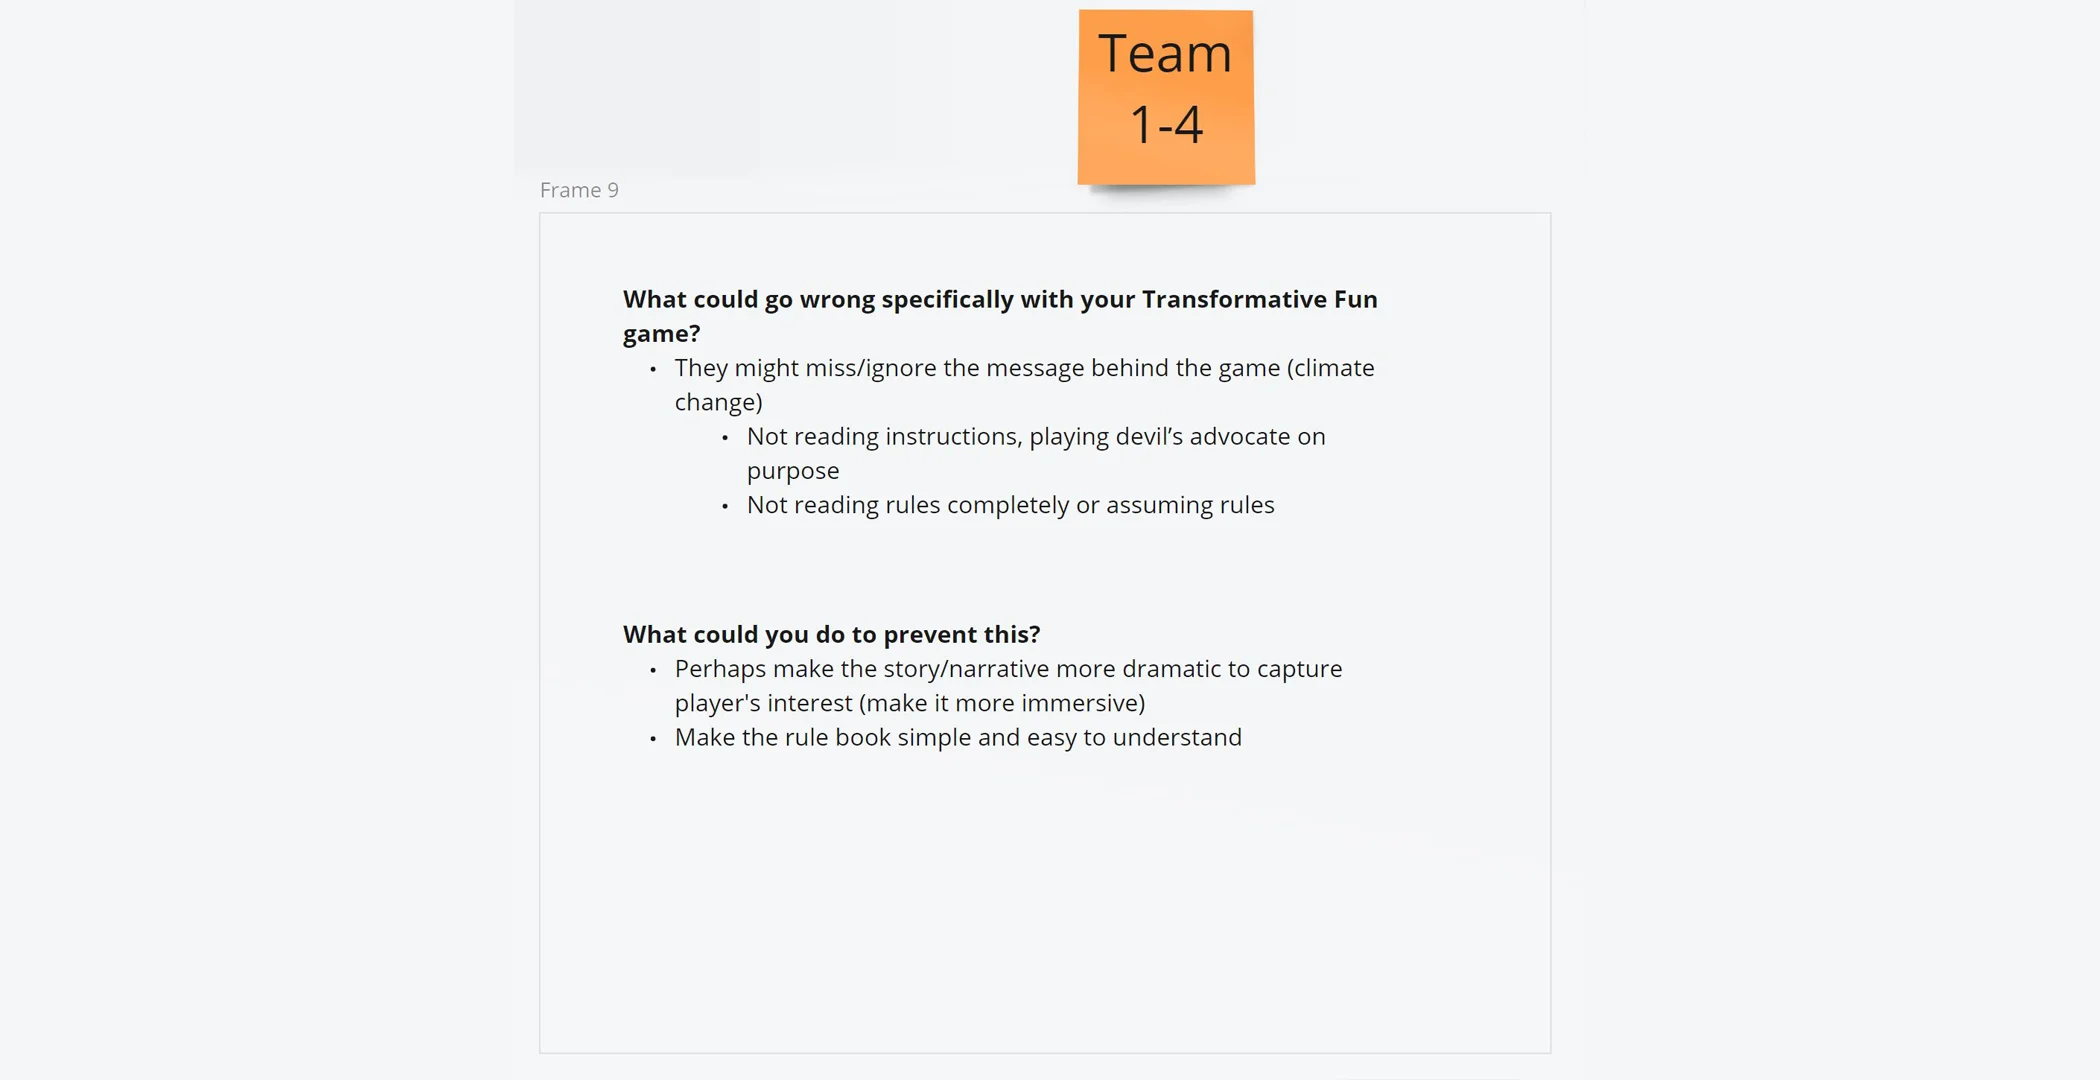 Team
1-4
Frame 9
What could go wrong specifically with your Transformative Fun
game?
• They might miss/ignore the message behind the game (climate
change)
• Not reading instructions, playing devil’s advocate on
purpose
• Not reading rules completely or assuming rules
What could you do to prevent this?
• Perhaps make the story/narrative more dramatic to capture
player's interest (make it more immersive)
• Make the rule book simple and easy to understand